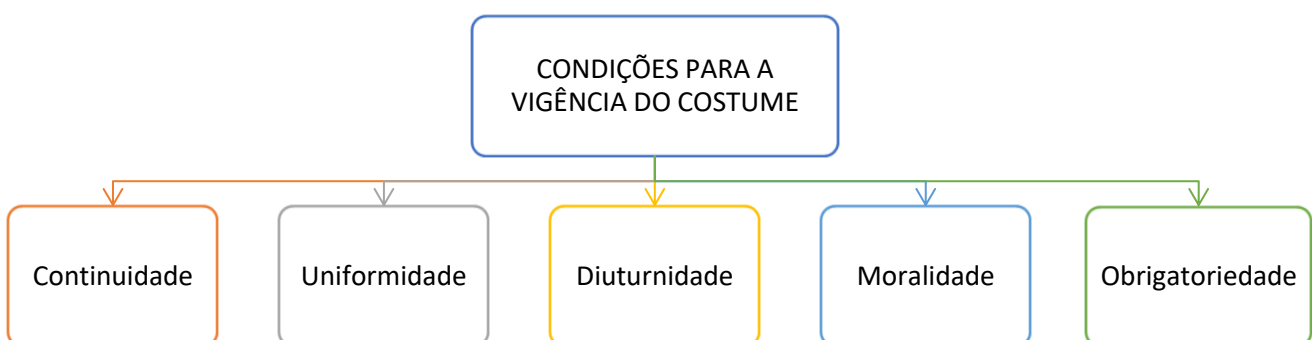 CONDIÇÕES PARA A
VIGÊNCIA DO COSTUME
Continuidade
Uniformidade
Diuturnidade
Moralidade
Obrigatoriedade